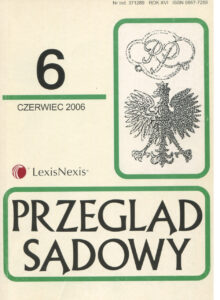 Nr ind. 371289 ROK XVI ISSN 0867-7255
6
CZERWIEC 2006
LexisNexis®
PRZEGLĄD
SĄDOWY